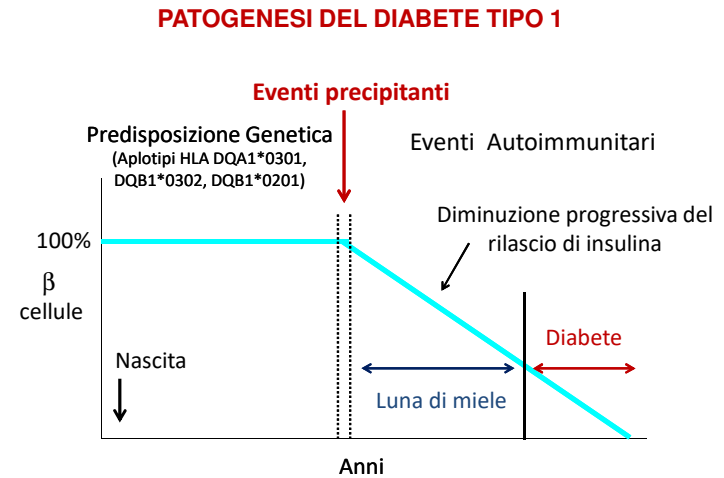 PATOGENESI DEL DIABETE TIPO 1
Eventi precipitanti
Predisposizione Genetica
(Aplotipi HLA DQA1*0301,
DQB1*0302, DQB1*0201)
Eventi Autoimmunitari
Diminuzione progressiva del
rilascio di insulina
100%
β
cellule
Nascita
Diabete
Luna di miele
Anni